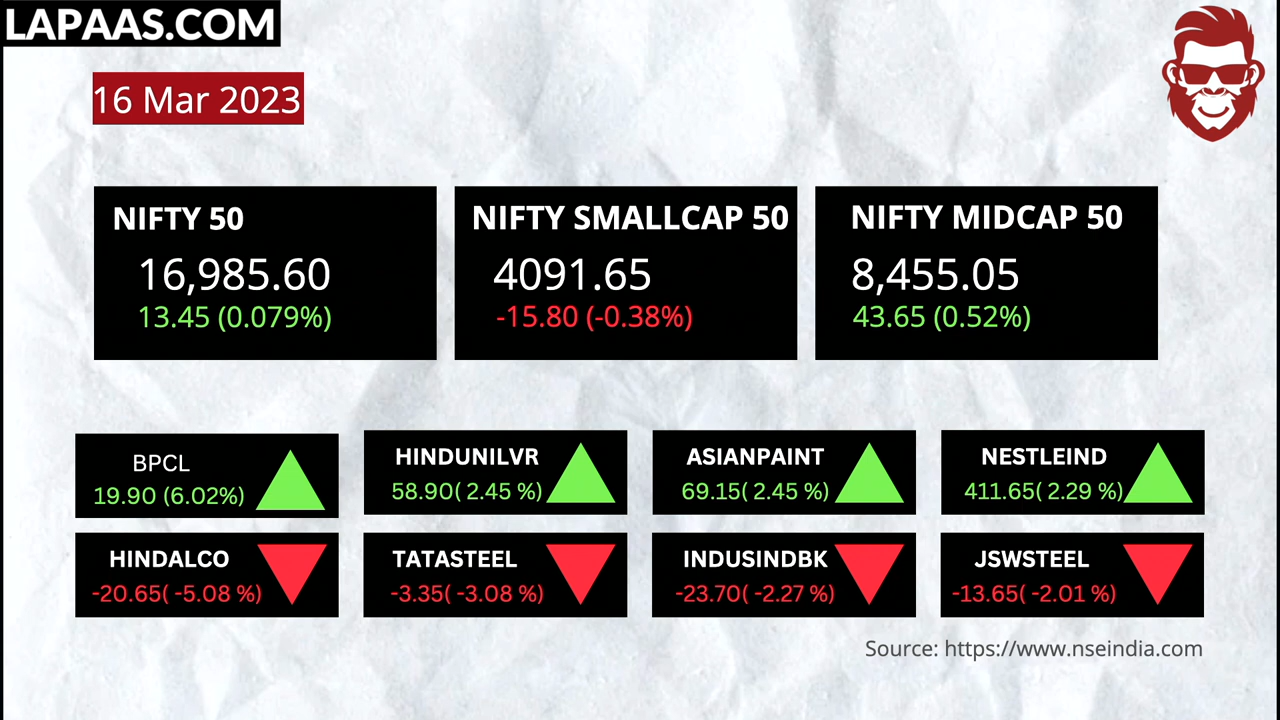 LAPAAS.COM
16 Mar 2023
NIFTY 50
16,985.60
13.45 (0.079%)
NIFTY SMALLCAP 50
4091.65
-15.80 (-0.38%)
NIFTY MIDCAP 50
8,455.05
43.65 (0.52%)
BPCL
19.90 (6.02%)
HINDUNILVR
58.90( 2.45 %)
ASIANPAINT
69.15( 2.45 %)
NESTLEIND
411.65( 2.29 %)
HINDALCO
-20.65( -5.08 %)
TATASTEEL
-3.35( -3.08 %)
INDUSINDBK
-23.70( -2.27 %)
JSWSTEEL
-13.65( -2.01 %)
Source: https://www.nseindia.com